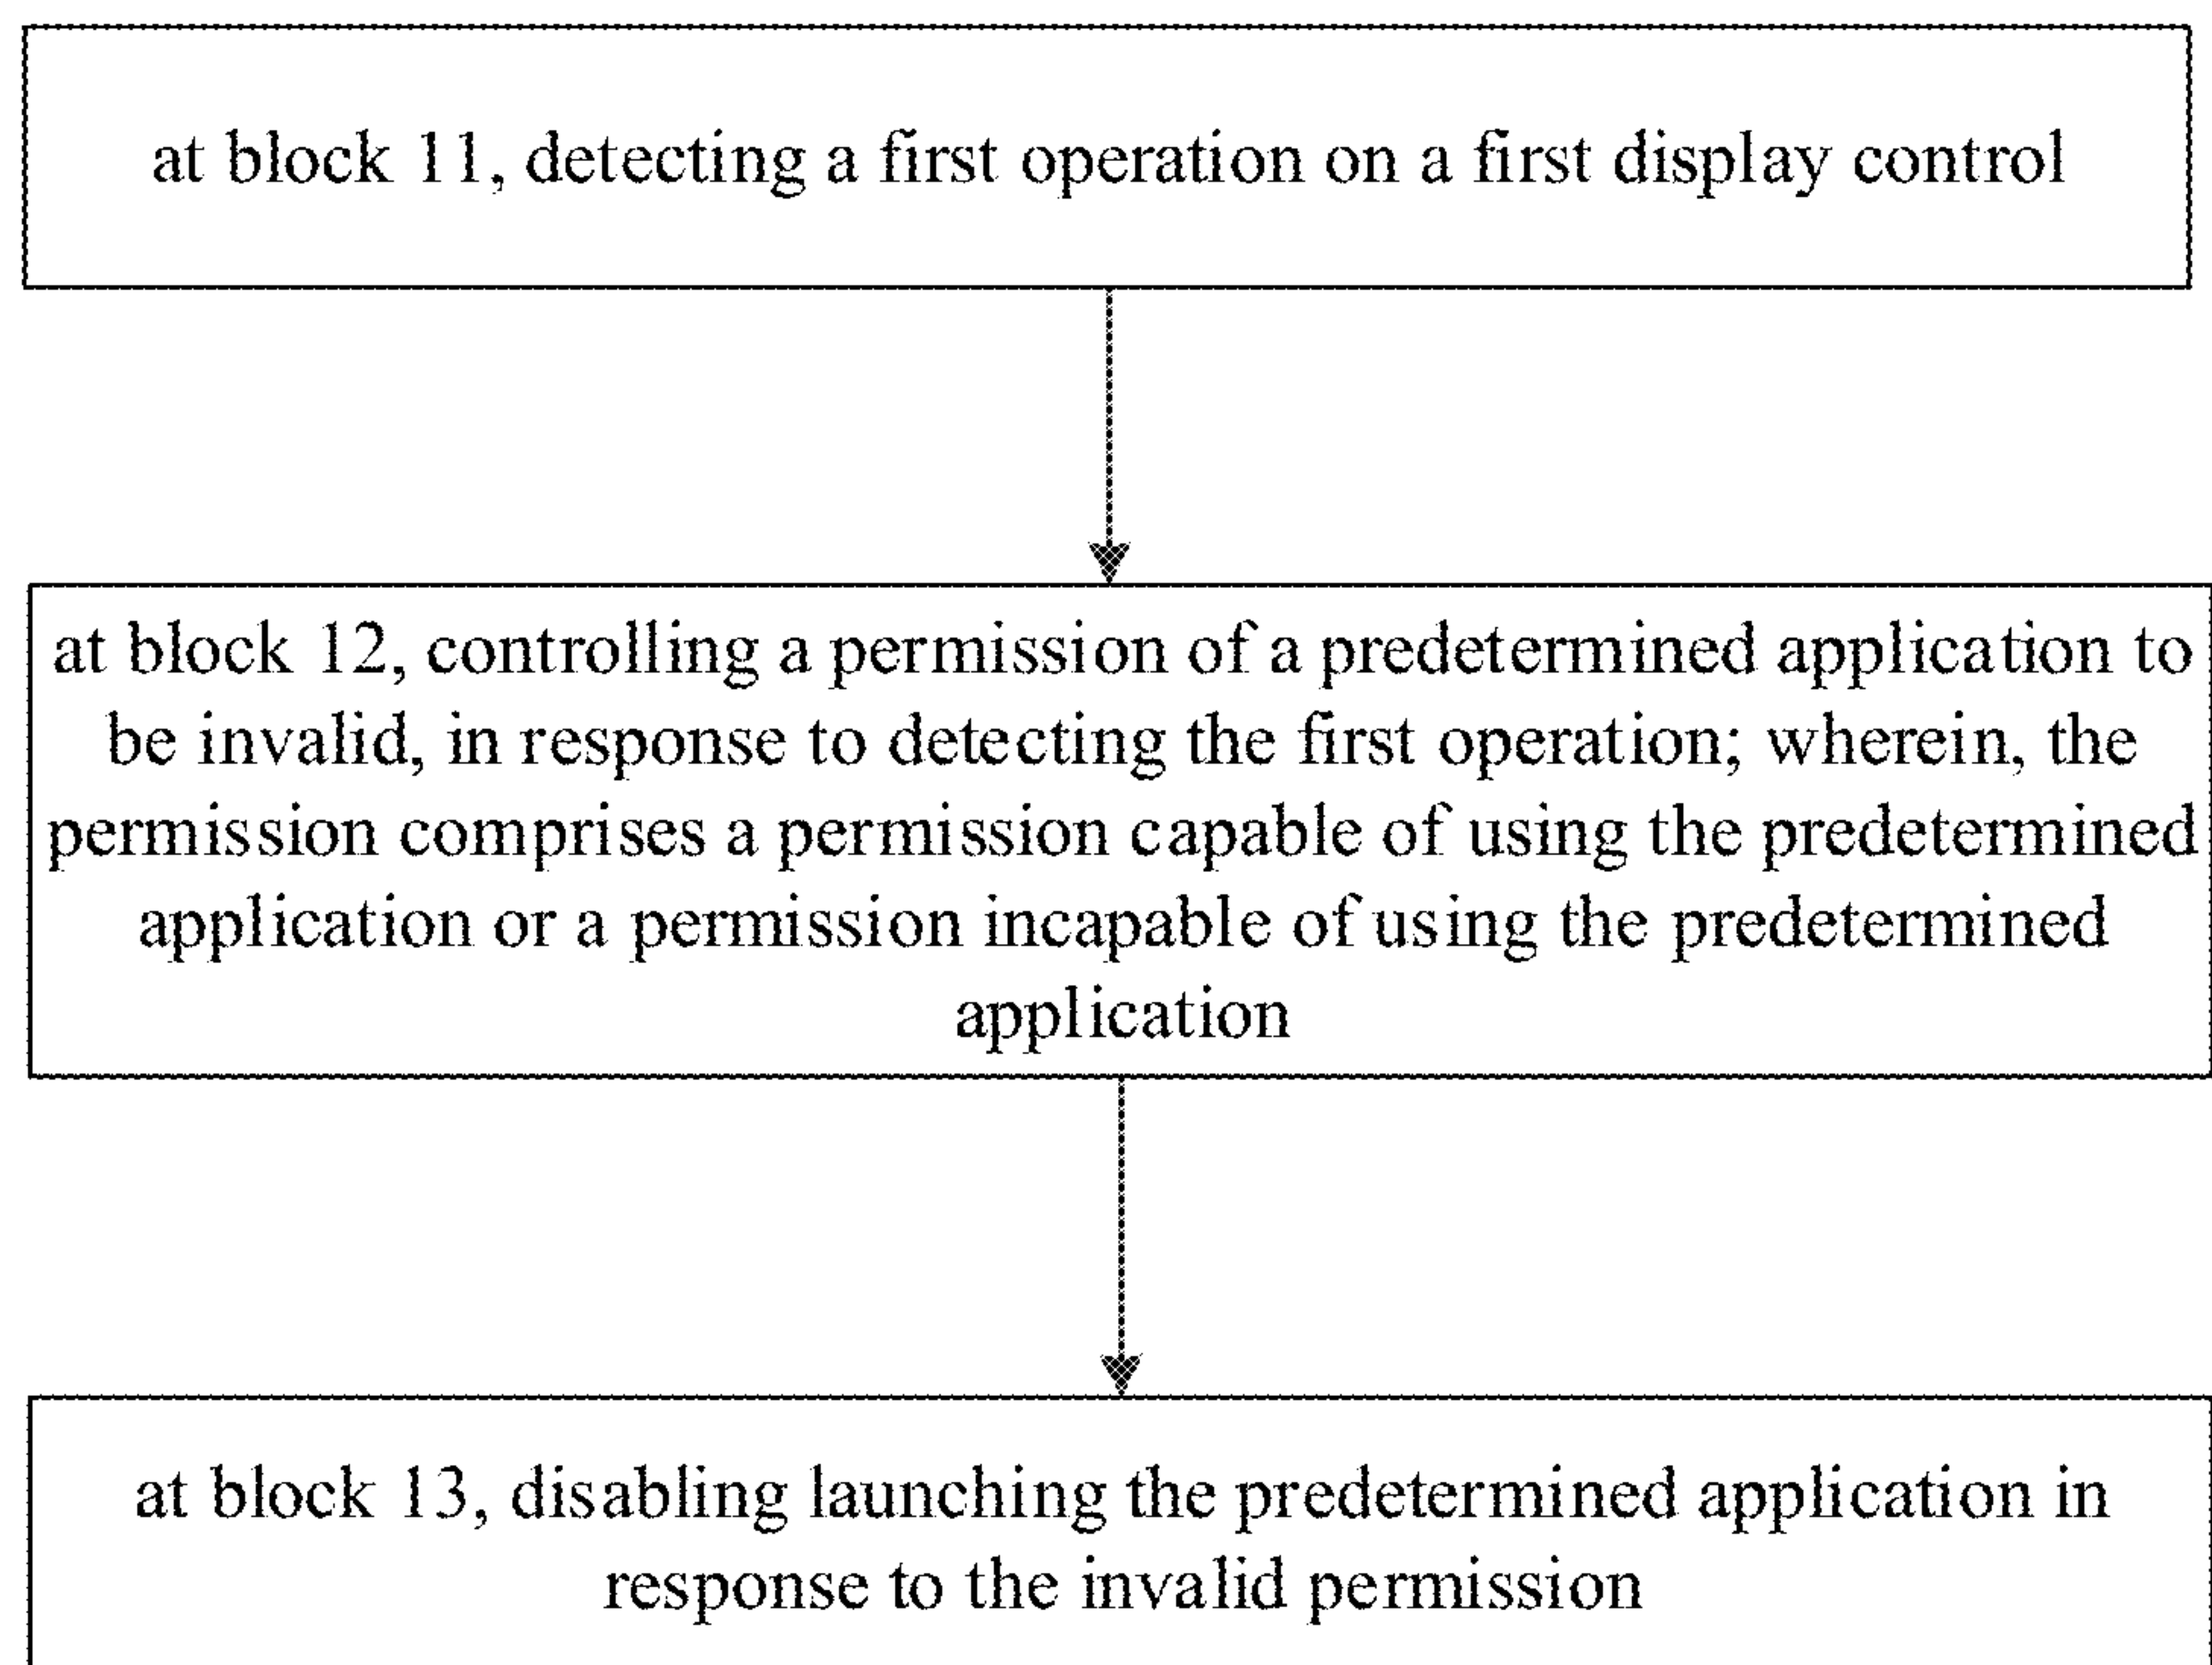 at block 11, detecting a first operation on a first display control
at block 12, controlling a permission of a predetermined application to
be invalid, in response to detecting the first operation; wherein, the
permission comprises a permission capable of using the predetermined
application or a permission incapable of using the predetermined
application
at block 13, disabling launching the predetermined application in
response to the invalid permission